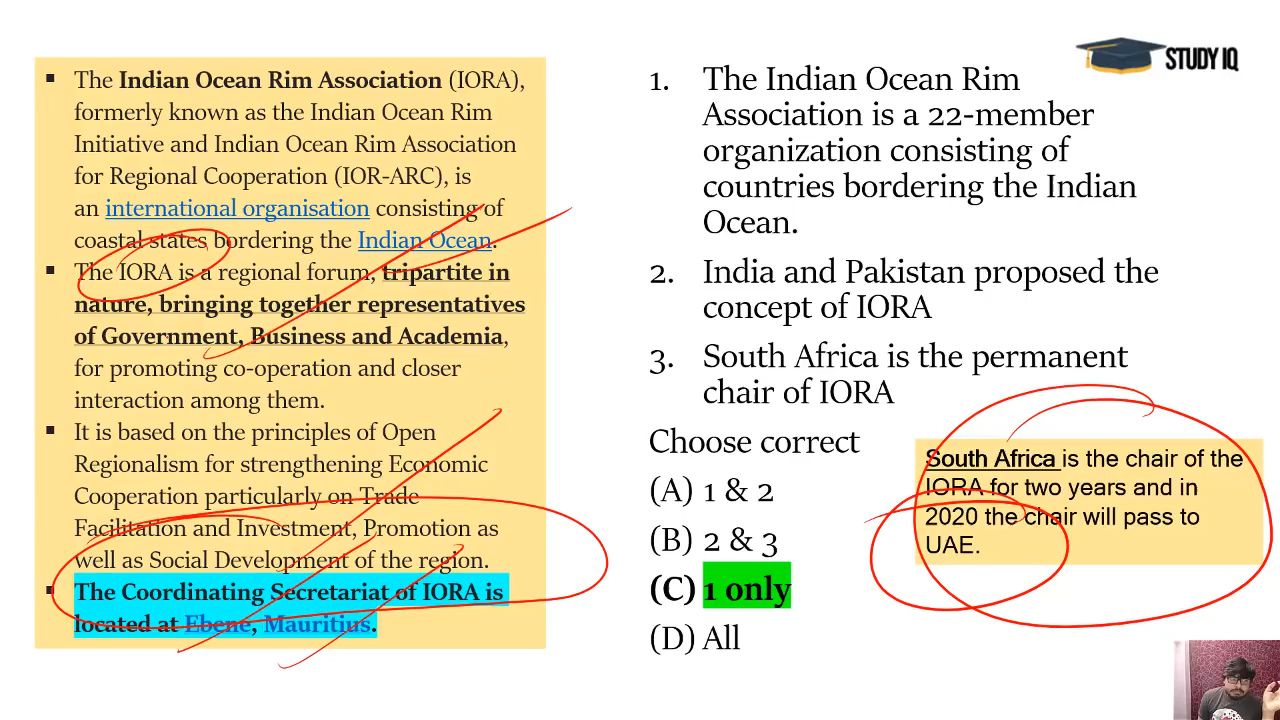 ▪ The Indian Ocean Rim Association (IORA),
formerly known as the Indian Ocean Rim
Initiative and Indian Ocean Rim Association
for Regional Cooperation (IOR-ARC), is
an international organisation consisting of
coastal states bordering the Indian Ocean.
▪ The IORA is a regional forum, tripartite in
nature, bringing together representatives
of Government, Business and Academia,
for promoting co-operation and closer
interaction among them.
▪ It is based on the principles of Open
Regionalism for strengthening Economic
Cooperation particularly on Trade
Facilitation and Investment, Promotion as
well as Social Development of the region.
▪ The Coordinating Secretariat of IORA is
located at Ebene, Mauritius.
STUDY IQ
1. The Indian Ocean Rim
Association is a 22-member
organization consisting of
countries bordering the Indian
Ocean.
2. India and Pakistan proposed the
concept of IORA
3. South Africa is the permanent
chair of IORA
Choose correct
(A) 1 & 2
(B) 2 & 3
(C) 1 only
(D) All
South Africa is the chair of the
IORA for two years and in
2020 the chair will pass to
UAE.